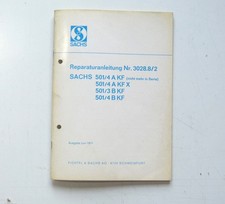 SACHS
Reparaturanleitung Nr. 3028.8/2
SACHS 501/4 A KF
501/4 A KF X
501/3 B KF
501/4 B KF